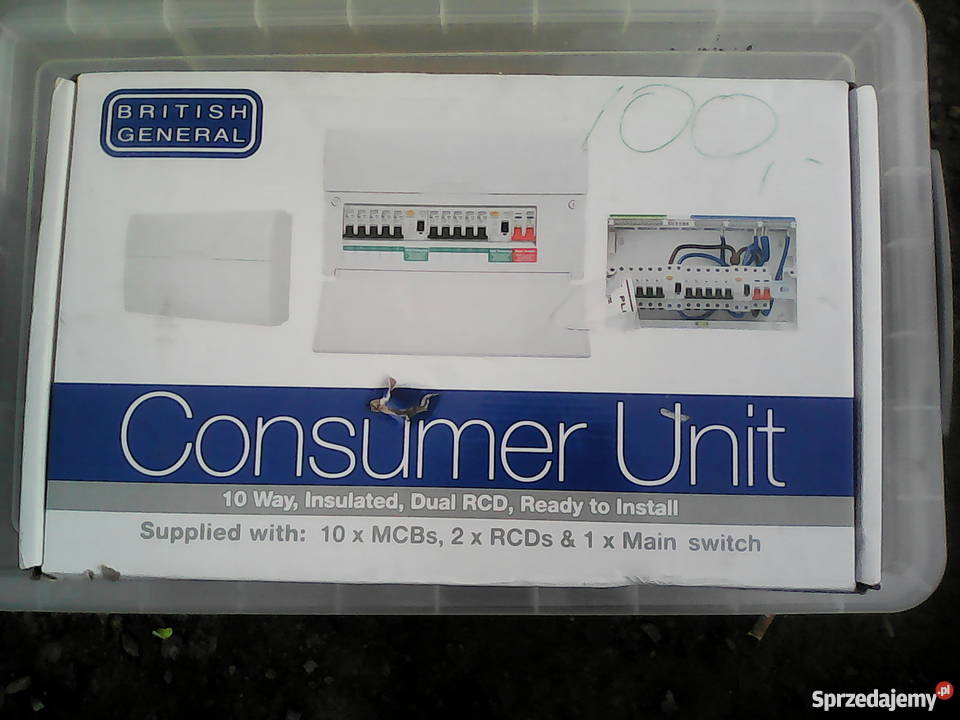 BRITISH
GENERAL
100,-
Consumer Unit
10 Way, Insulated, Dual RCD, Ready to Install
Supplied with: 10 x MCBs, 2 x RCDs & 1 x Main switch
Sprzedajemy.pl